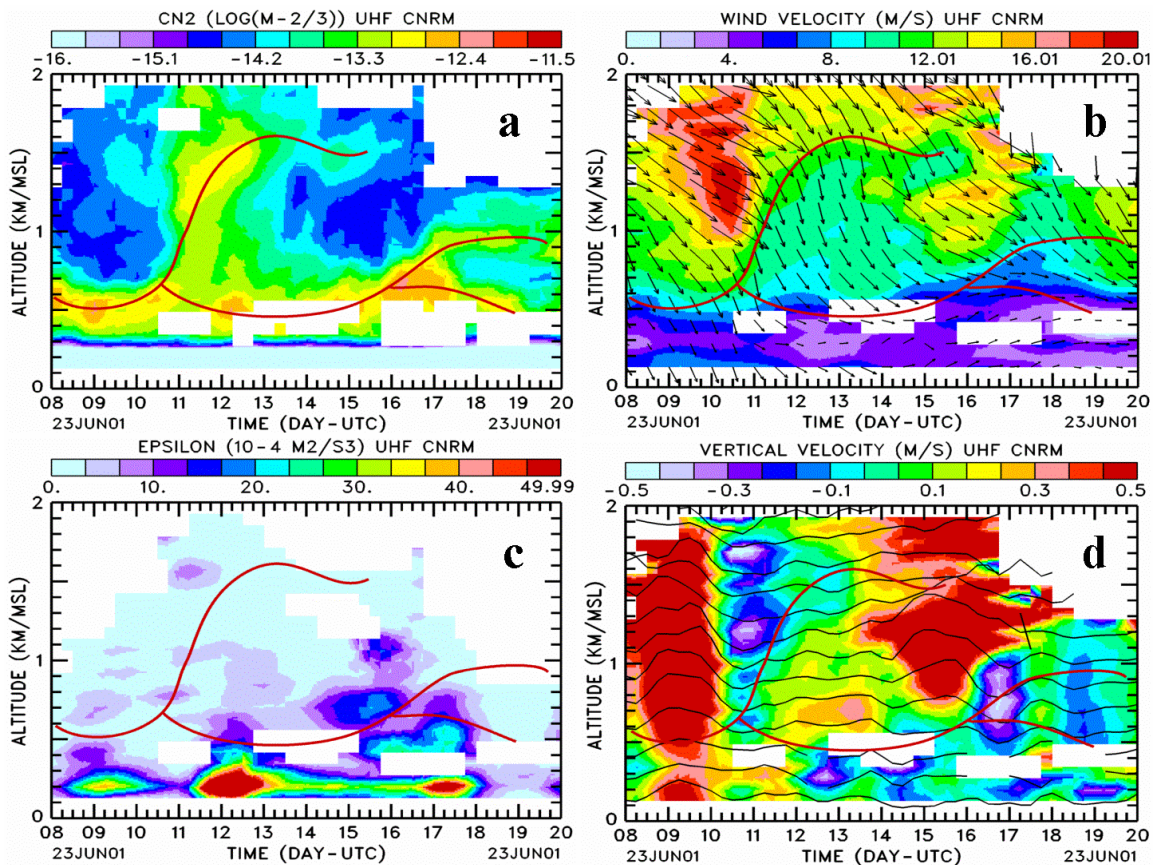 CN2 (LOG(M-2/3)) UHF CNRM
-16. -15.1 -14.2 -13.3 -12.4 -11.5
a
2
1
0
ALTITUDE (KM/MSL)
08 09 10 11 12 13 14 15 16 17 18 19 20
23JUN01 TIME (DAY-UTC) 23JUN01
WIND VELOCITY (M/S) UHF CNRM
0. 4. 8. 12.01 16.01 20.01
b
2
1
0
ALTITUDE (KM/MSL)
08 09 10 11 12 13 14 15 16 17 18 19 20
23JUN01 TIME (DAY-UTC) 23JUN01
EPSILON (10-4 M2/S3) UHF CNRM
0. 10. 20. 31. 40. 49.99
c
2
1
0
ALTITUDE (KM/MSL)
08 09 10 11 12 13 14 15 16 17 18 19 20
23JUN01 TIME (DAY-UTC) 23JUN01
VERTICAL VELOCITY (M/S) UHF CNRM
-0.5 -0.3 -0.1 0.1 0.3 0.5
d
2
1
0
ALTITUDE (KM/MSL)
08 09 10 11 12 13 14 15 16 17 18 19 20
23JUN01 TIME (DAY-UTC) 23JUN01